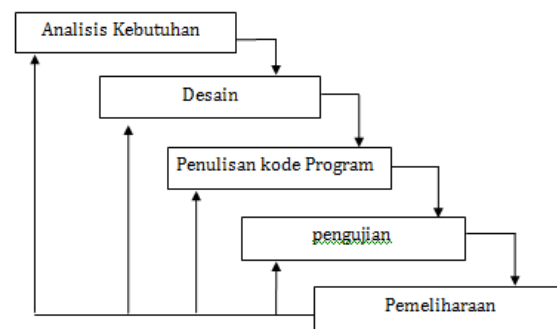 Analisis Kebutuhan
Desain
Penulisan kode Program
pengujian
Pemeliharaan